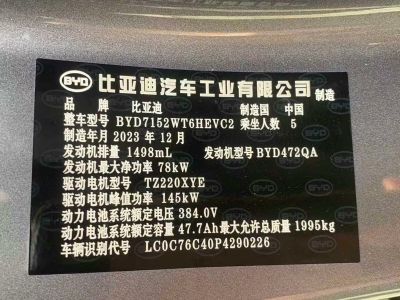 BYD 比亚迪汽车工业有限公司 制造
品 牌 比亚迪 制造国 中国
整车型号 BYD7152WT6HEVC2 乘坐人数 5
制造年月 2023 年 12 月
发动机排量 1498mL 发动机型号 BYD472QA
发动机最大净功率 78kW
驱动电机型号 TZ220XYE
驱动电机峰值功率 145kW
动力电池系统额定电压 384.0V
动力电池系统额定容量 47.7Ah 最大允许总质量 1995kg
车辆识别代号 LC0C76C40P4290226